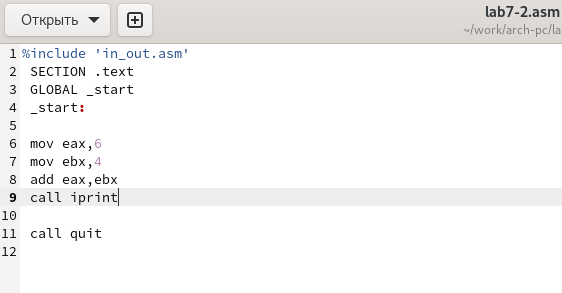 Открыть
lab7-2.asm
~/work/arch-pc/la
1 %include 'in_out.asm'
2 SECTION .text
3 GLOBAL _start
4 _start:
5
6 mov eax,6
7 mov ebx,4
8 add eax,ebx
9 call iprint
10
11 call quit
12